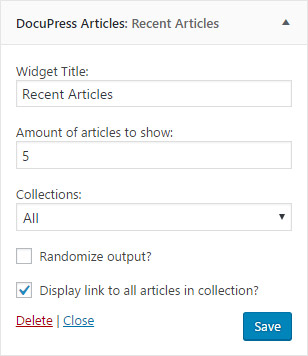 DocuPress Articles: Recent Articles
Widget Title:
Recent Articles
Amount of articles to show:
5
Collections:
All
Randomize output?
Display link to all articles in collection?
Delete | Close
Save